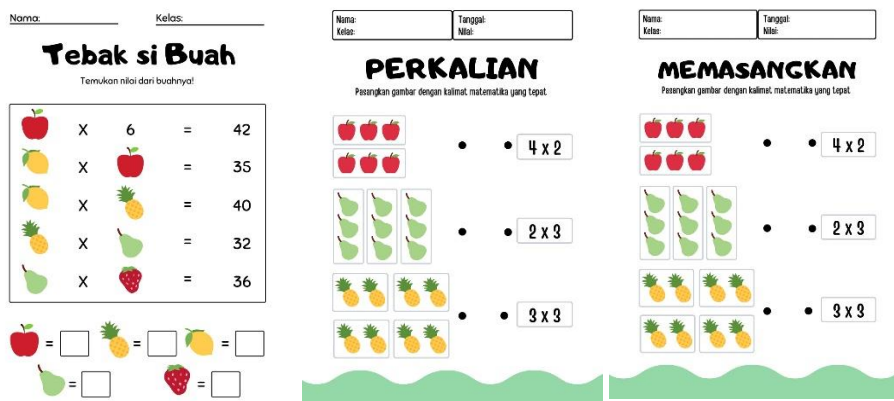 Nama: Kelas:
Tebak si Buah
Temukan nilai dari buahnya!
X 6 = 42
X = 35
X = 40
X = 32
X = 36
= = =
= =
Nama: Tanggal:
Kelas: Nilai:
PERKALIAN
Pasangkan gambar dengan kalimat matematika yang tepat
4 x 2
2 x 3
3 x 3
Nama: Tanggal:
Kelas: Nilai:
MEMASANGKAN
Pasangkan gambar dengan kalimat matematika yang tepat
4 x 2
2 x 3
3 x 3